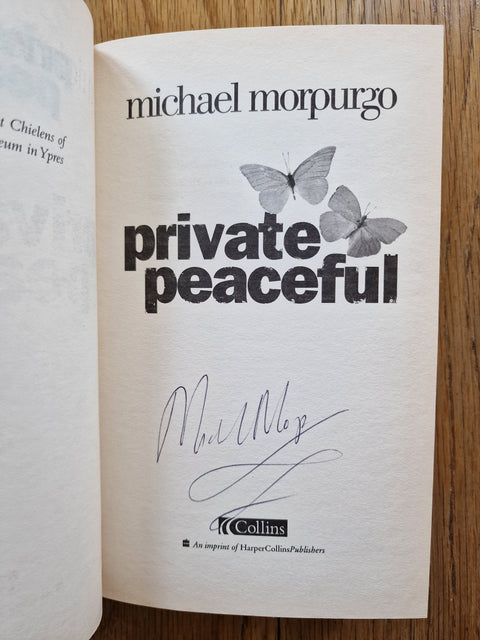 t Chielens of
eum in Ypres
michael morpurgo
private
peaceful
Collins
An imprint of HarperCollinsPublishers